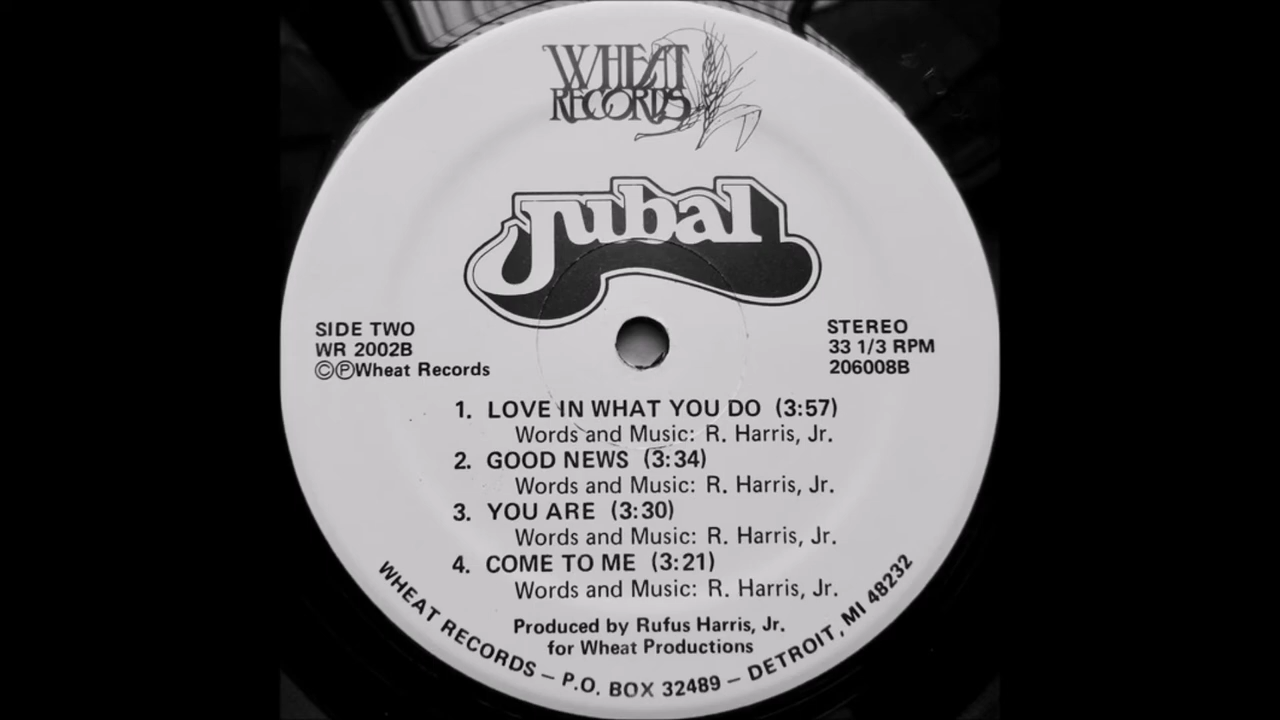 WHEAT
RECORDS
Jubal
SIDE TWO
WR 2002B
©℗Wheat Records
STEREO
33 1/3 RPM
206008B
1. LOVE IN WHAT YOU DO (3:57)
Words and Music: R. Harris, Jr.
2. GOOD NEWS (3:34)
Words and Music: R. Harris, Jr.
3. YOU ARE (3:30)
Words and Music: R. Harris, Jr.
4. COME TO ME (3:21)
Words and Music: R. Harris, Jr.
Produced by Rufus Harris, Jr.
for Wheat Productions
WHEAT RECORDS – P.O. BOX 32489 – DETROIT, MI 48232